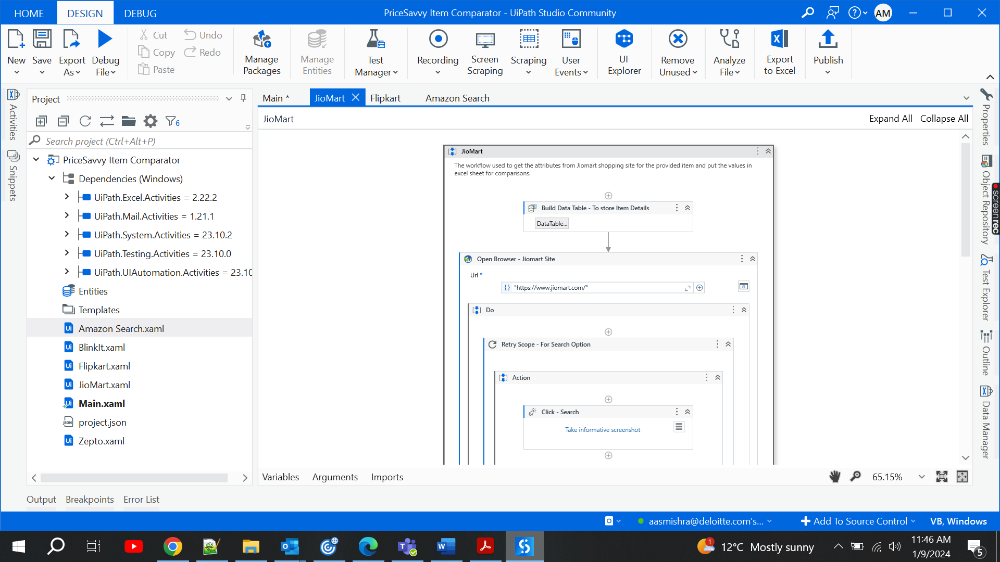 HOME DESIGN DEBUG
PriceSavvy Item Comparator - UiPath Studio Community
AM
New
Save
Export As
Debug File
Cut
Copy
Paste
Undo
Redo
Manage Packages
Manage Entities
Test Manager
Recording
Screen Scraping
Scraping
User Events
UI Explorer
Remove Unused
Analyze File
Export to Excel
Publish
Activities
Snippets
Project
6
Search project (Ctrl+Alt+P)
PriceSavvy Item Comparator
Dependencies (Windows)
UiPath.Excel.Activities = 2.22.2
UiPath.Mail.Activities = 1.21.1
UiPath.System.Activities = 23.10.2
UiPath.Testing.Activities = 23.10.0
UiPath.UIAutomation.Activities = 23.10
Entities
Templates
Amazon Search.xaml
BlinkIt.xaml
Flipkart.xaml
JioMart.xaml
Main.xaml
project.json
Zepto.xaml
Main * JioMart Flipkart Amazon Search
JioMart
Expand All Collapse All
JioMart
The workflow used to get the attributes from Jiomart shopping site for the provided item and put the values in
excel sheet for comparisons.
Build Data Table - To store Item Details
DataTable...
Open Browser - Jiomart Site
Url *
"https://www.jiomart.com/"
Do
Retry Scope - For Search Option
Action
Click - Search
Take informative screenshot
Variables Arguments Imports
65.15%
Properties
Object Repository
Test Explorer
Outline
Data Manager
screenrec
Output Breakpoints Error List
aasmishra@deloitte.com's...
Add To Source Control
VB, Windows
1
12°C Mostly sunny
11:46 AM
1/9/2024
5